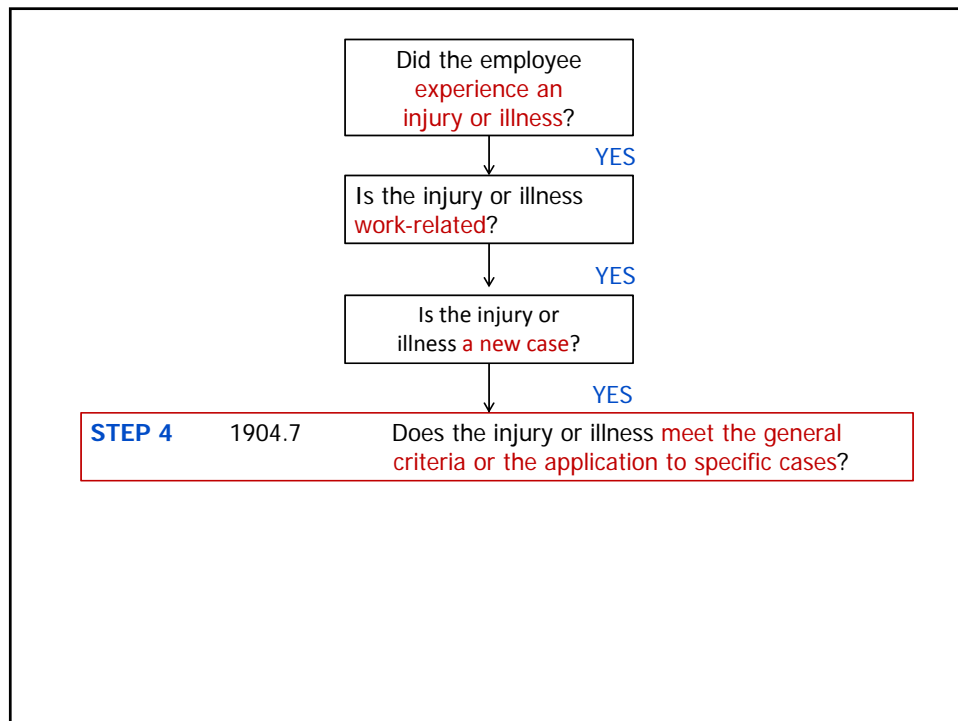 Did the employee
experience an
injury or illness?
YES
Is the injury or illness
work-related?
YES
Is the injury or
illness a new case?
YES
STEP 4 1904.7 Does the injury or illness meet the general
criteria or the application to specific cases?